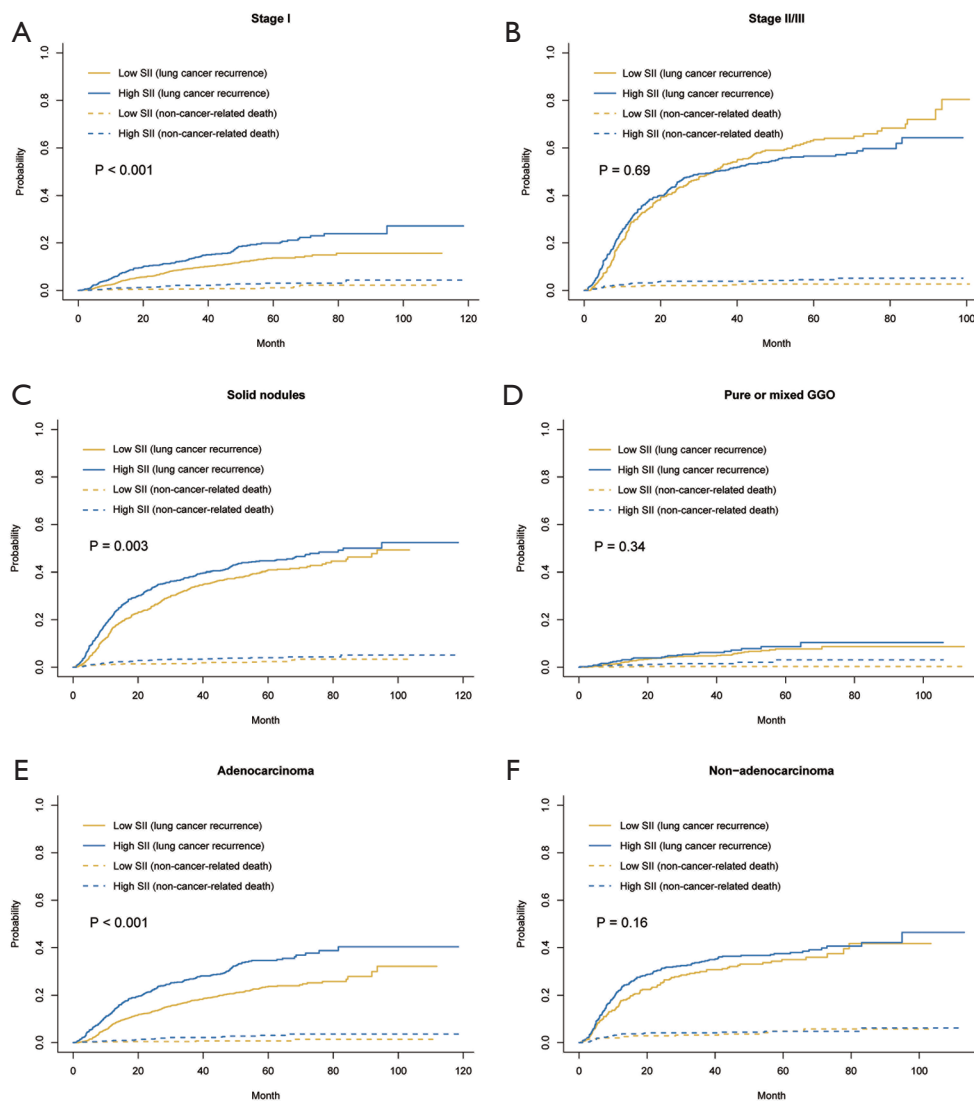 A
Stage I
Probability
1.0
0.8
0.6
0.4
0.2
0.0
Low SII (lung cancer recurrence)
High SII (lung cancer recurrence)
Low SII (non-cancer-related death)
High SII (non-cancer-related death)
P < 0.001
0 20 40 60 80 100 120
Month
B
Stage II/III
Probability
1.0
0.8
0.6
0.4
0.2
0.0
Low SII (lung cancer recurrence)
High SII (lung cancer recurrence)
Low SII (non-cancer-related death)
High SII (non-cancer-related death)
P = 0.69
0 20 40 60 80 100
Month
C
Solid nodules
Probability
1.0
0.8
0.6
0.4
0.2
0.0
Low SII (lung cancer recurrence)
High SII (lung cancer recurrence)
Low SII (non-cancer-related death)
High SII (non-cancer-related death)
P = 0.003
0 20 40 60 80 100 120
Month
D
Pure or mixed GGO
Probability
1.0
0.8
0.6
0.4
0.2
0.0
Low SII (lung cancer recurrence)
High SII (lung cancer recurrence)
Low SII (non-cancer-related death)
High SII (non-cancer-related death)
P = 0.34
0 20 40 60 80 100
Month
E
Adenocarcinoma
Probability
1.0
0.8
0.6
0.4
0.2
0.0
Low SII (lung cancer recurrence)
High SII (lung cancer recurrence)
Low SII (non-cancer-related death)
High SII (non-cancer-related death)
P < 0.001
0 20 40 60 80 100 120
Month
F
Non-adenocarcinoma
Probability
1.0
0.8
0.6
0.4
0.2
0.0
Low SII (lung cancer recurrence)
High SII (lung cancer recurrence)
Low SII (non-cancer-related death)
High SII (non-cancer-related death)
P = 0.16
0 20 40 60 80 100
Month